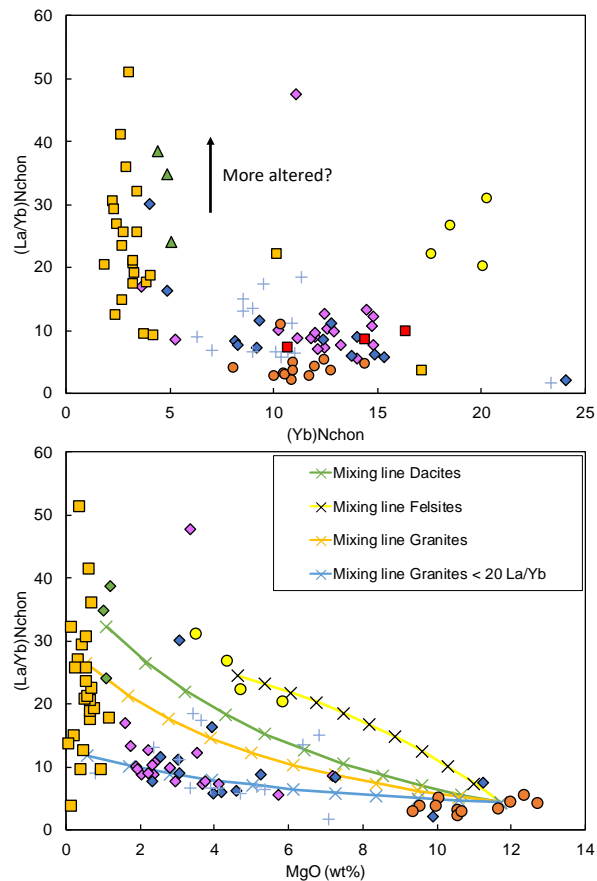 60
50
40
30
20
10
0
(La/Yb)Nchon
More altered?
0 5 10 15 20 25
(Yb)Nchon
60
50
40
30
20
10
0
(La/Yb)Nchon
Mixing line Dacites
Mixing line Felsites
Mixing line Granites
Mixing line Granites < 20 La/Yb
0 2 4 6 8 10 12 14
MgO (wt%)